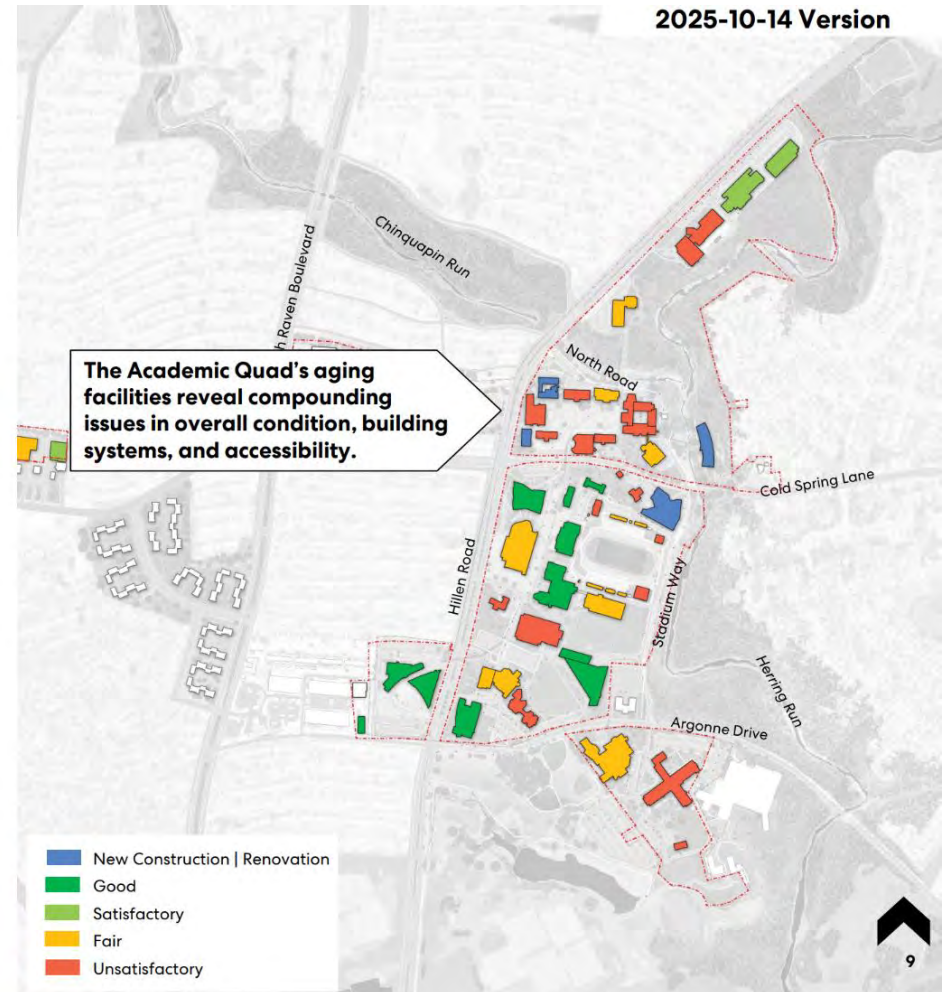 2025-10-14 Version
Chinquapin Run
h Raven Boulevard
North Road
The Academic Quad's aging
facilities reveal compounding
issues in overall condition, building
systems, and accessibility.
Cold Spring Lane
Hillen Road
Stadium Way
Herring Run
Argonne Drive
New Construction | Renovation
Good
Satisfactory
Fair
Unsatisfactory
9